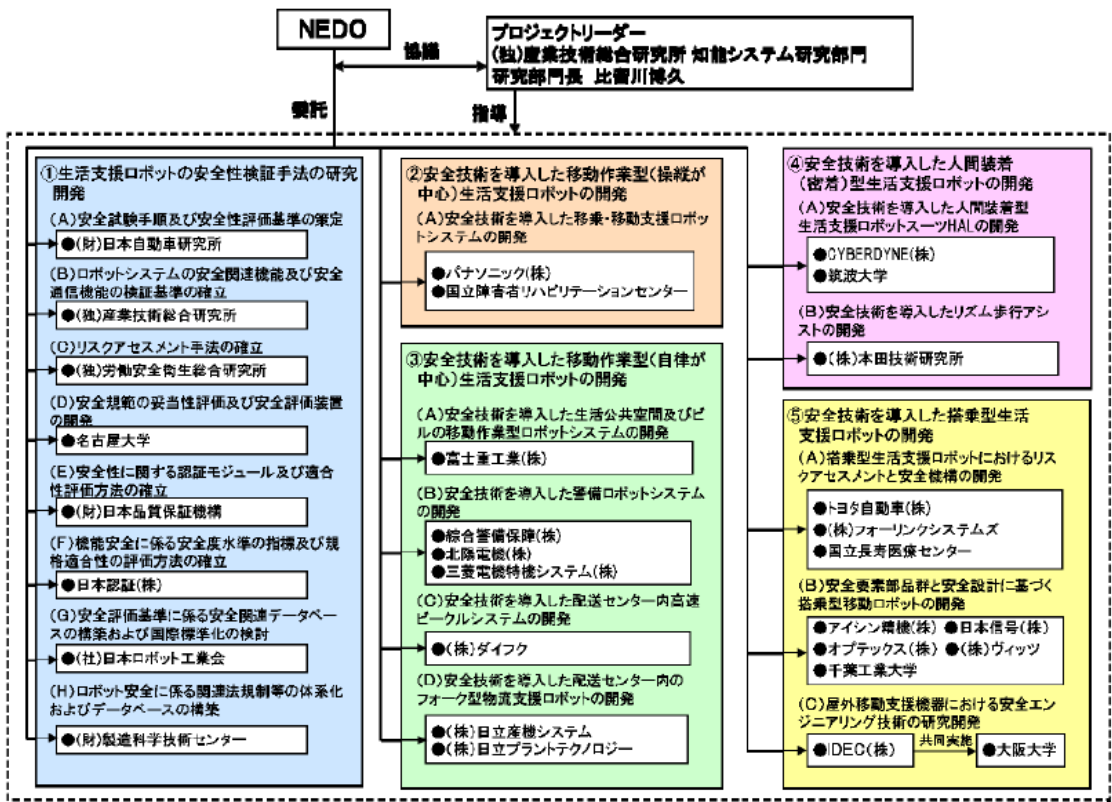 NEDO
プロジェクトリーダー
(独)産業技術総合研究所 知能システム研究部門
研究部門長 比留川博久
協議
委託
指導
①生活支援ロボットの安全性検証手法の研究
開発
(A)安全試験手順及び安全性評価基準の策定
●(財)日本自動車研究所
(B)ロボットシステムの安全関連機能及び安全
通信機能の検証基準の確立
●(独)産業技術総合研究所
(C)リスクアセスメント手法の確立
●(独)労働安全衛生総合研究所
(D)安全規範の妥当性評価及び安全評価装置
の開発
●名古屋大学
(E)安全性に関する認証モジュール及び適合
性評価方法の確立
●(財)日本品質保証機構
(F)機能安全に係る安全度水準の指標及び規
格適合性の評価方法の確立
●日本認証(株)
(G)安全評価基準に係る安全関連データベー
スの構築および国際標準化の検討
●(社)日本ロボット工業会
(H)ロボット安全に係る関連法規制等の体系化
およびデータベースの構築
●(財)製造科学技術センター
②安全技術を導入した移動作業型(操縦が
中心)生活支援ロボットの開発
(A)安全技術を導入した移乗・移動支援ロボッ
トシステムの開発
●パナソニック(株)
●国立障害者リハビリテーションセンター
③安全技術を導入した移動作業型(自律が
中心)生活支援ロボットの開発
(A)安全技術を導入した生活公共空間及びビ
ルの移動作業型ロボットシステムの開発
●富士重工業(株)
(B)安全技術を導入した警備ロボットシステム
の開発
●綜合警備保障(株)
●北陽電機(株)
●三菱電機特機システム(株)
(C)安全技術を導入した配送センター内高速
ビークルシステムの開発
●(株)ダイフク
(D)安全技術を導入した配送センター内の
フォーク型物流支援ロボットの開発
●(株)日立産機システム
●(株)日立プラントテクノロジー
④安全技術を導入した人間装着
(密着)型生活支援ロボットの開発
(A)安全技術を導入した人間装着型
生活支援ロボットスーツHALの開発
●CYBERDYNE(株)
●筑波大学
(B)安全技術を導入したリズム歩行アシ
ストの開発
●(株)本田技術研究所
⑤安全技術を導入した搭乗型生活
支援ロボットの開発
(A)搭乗型生活支援ロボットにおけるリス
クアセスメントと安全機構の開発
●トヨタ自動車(株)
●(株)フォーリンクシステムズ
●国立長寿医療センター
(B)安全要素部品群と安全設計に基づく
搭乗型移動ロボットの開発
●アイシン精機(株) ●日本信号(株)
●オプテックス(株) ●(株)ヴィッツ
●千葉工業大学
(C)屋外移動支援機器における安全エン
ジニアリング技術の研究開発
●IDEC(株) 共同実施 ●大阪大学